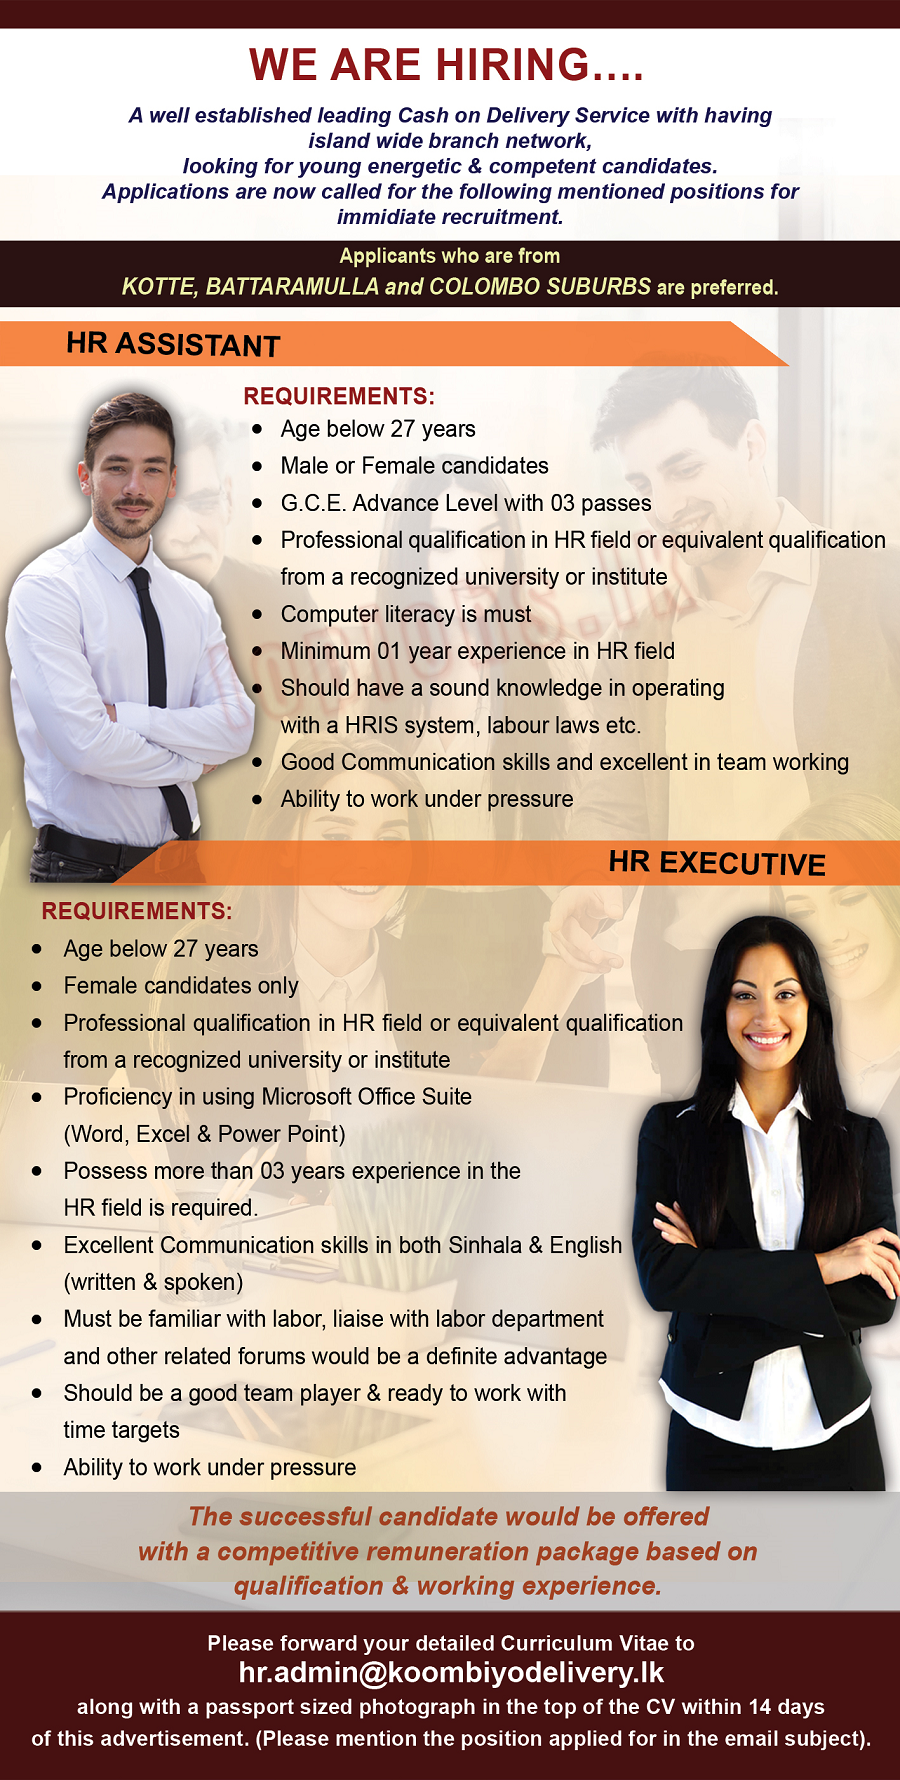 WE ARE HIRING....
A well established leading Cash on Delivery Service with having
island wide branch network,
looking for young energetic & competent candidates.
Applications are now called for the following mentioned positions for
immidiate recruitment.
Applicants who are from
KOTTE, BATTARAMULLA and COLOMBO SUBURBS are preferred.
HR ASSISTANT
REQUIREMENTS:
● Age below 27 years
● Male or Female candidates
● G.C.E. Advance Level with 03 passes
● Professional qualification in HR field or equivalent qualification
from a recognized university or institute
● Computer literacy is must
● Minimum 01 year experience in HR field
● Should have a sound knowledge in operating
with a HRIS system, labour laws etc.
● Good Communication skills and excellent in team working
● Ability to work under pressure
HR EXECUTIVE
REQUIREMENTS:
● Age below 27 years
● Female candidates only
● Professional qualification in HR field or equivalent qualification
from a recognized university or institute
● Proficiency in using Microsoft Office Suite
(Word, Excel & Power Point)
● Possess more than 03 years experience in the
HR field is required.
● Excellent Communication skills in both Sinhala & English
(written & spoken)
● Must be familiar with labor, liaise with labor department
and other related forums would be a definite advantage
● Should be a good team player & ready to work with
time targets
● Ability to work under pressure
The successful candidate would be offered
with a competitive remuneration package based on
qualification & working experience.
Please forward your detailed Curriculum Vitae to
hr.admin@koombiyodelivery.lk
along with a passport sized photograph in the top of the CV within 14 days
of this advertisement. (Please mention the position applied for in the email subject).